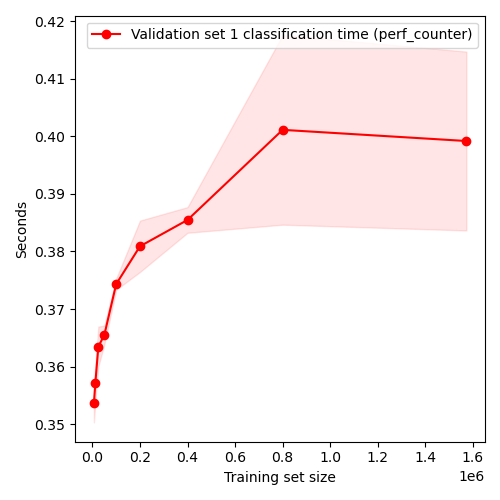 Validation set 1 classification time (perf_counter)
0.42
0.41
0.40
0.39
0.38
0.37
0.36
0.35
Seconds
0.0 0.2 0.4 0.6 0.8 1.0 1.2 1.4 1.6
1e6
Training set size